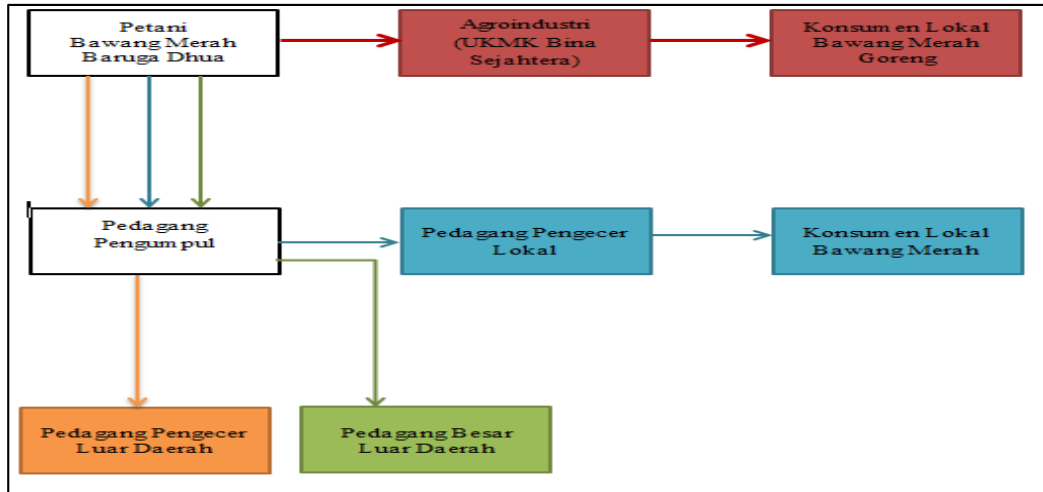 Petani
Bawang Merah
Baruga Dhua
Agroindustri
(UKMK Bina
Sejahtera)
Konsumen Lokal
Bawang Merah
Goreng
Pedagang
Pengumpul
Pedagang Pengecer
Lokal
Konsumen Lokal
Bawang Merah
Pedagang Pengecer
Luar Daerah
Pedagang Besar
Luar Daerah